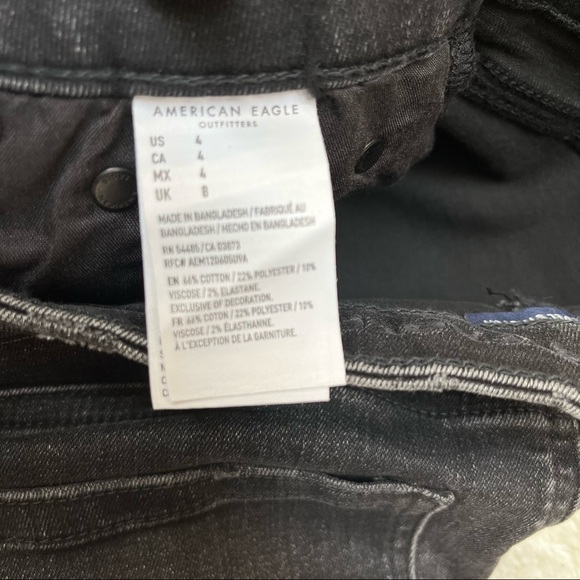 AMERICAN EAGLE
OUTFITTERS
US 4
CA 4
MX 4
UK 8
MADE IN BANGLADESH / FABRIQUÉ AU
BANGLADESH / HECHO EN BANGLADESH
RN 54485/CA 03873
RFC# AEM120605U9A
EN 66% COTTON / 22% POLYESTER / 10%
VISCOSE / 2% ELASTANE.
EXCLUSIVE OF DECORATION.
FR 66% COTON / 22% POLYESTER / 10%
VISCOSE / 2% ÉLASTHANNE.
À L'EXCEPTION DE LA GARNITURE.